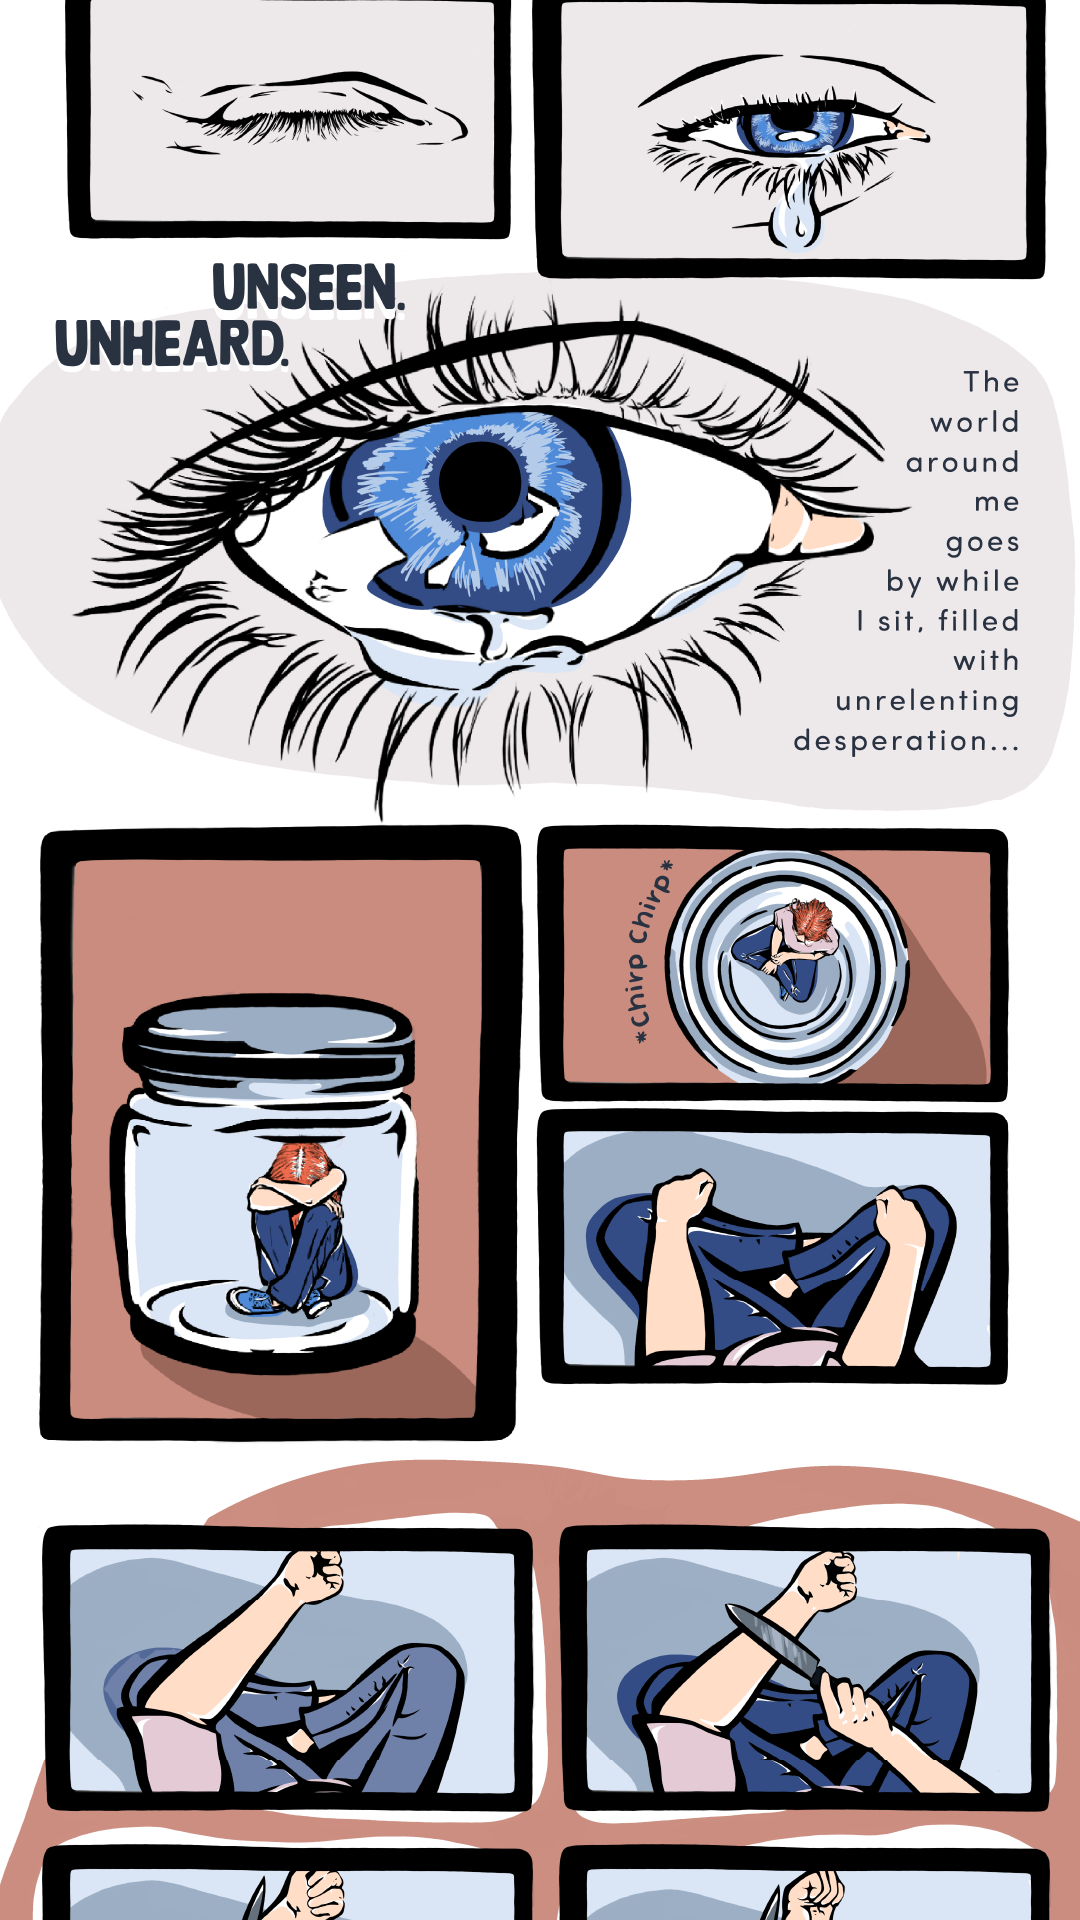 UNSEEN.
UNHEARD.
The
world
around
me
goes
by while
I sit, filled
with
unrelenting
desperation...
*Chirp Chirp*